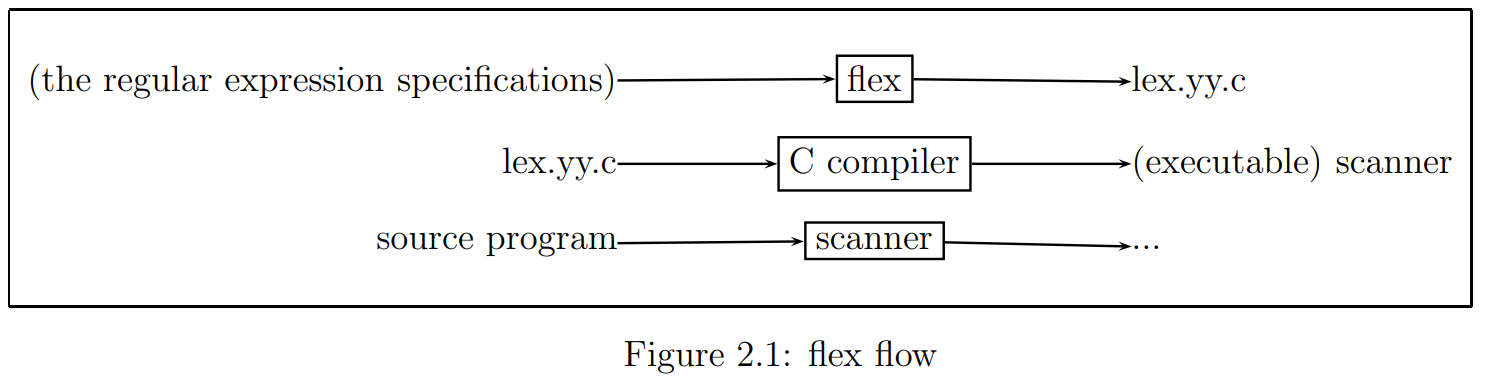 (the regular expression specifications) flex lex.yy.c
lex.yy.c C compiler (executable) scanner
source program scanner ...
Figure 2.1: flex flow